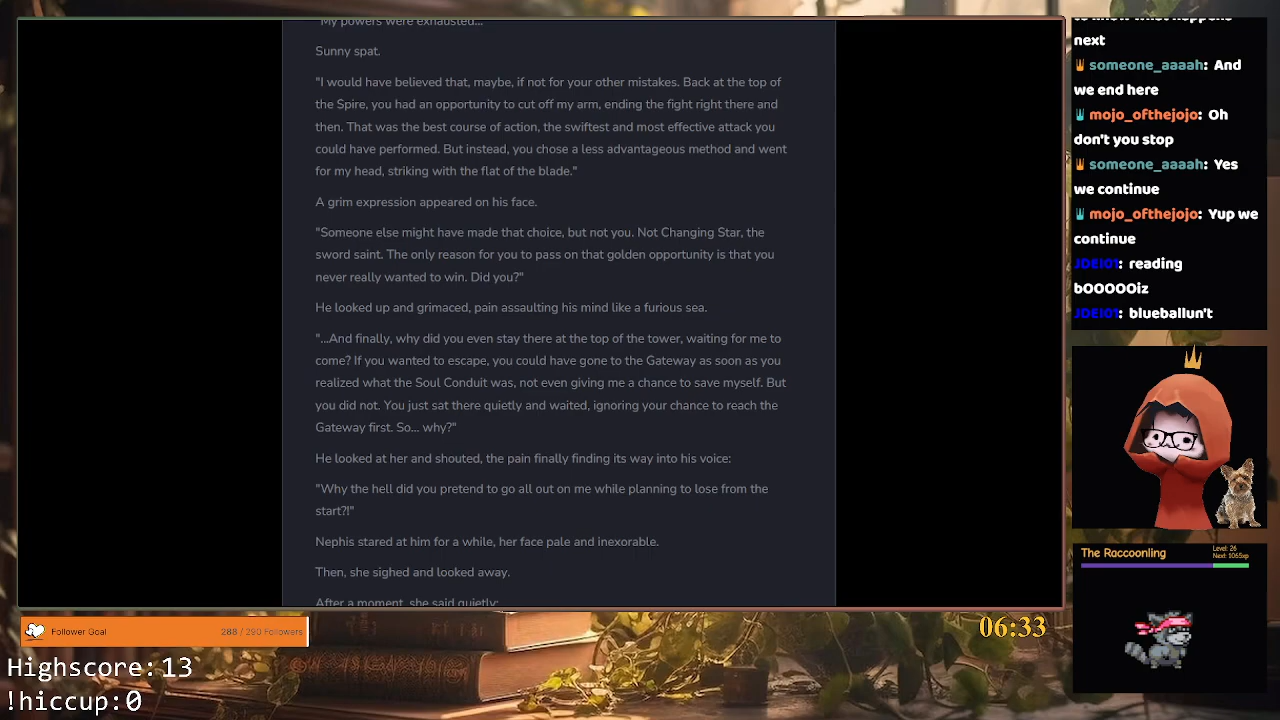 "My powers were exhausted...
Sunny spat.
"I would have believed that, maybe, if not for your other mistakes. Back at the top of
the Spire, you had an opportunity to cut off my arm, ending the fight right there and
then. That was the best course of action, the swiftest and most effective attack you
could have performed. But instead, you chose a less advantageous method and went
for my head, striking with the flat of the blade."
A grim expression appeared on his face.
"Someone else might have made that choice, but not you. Not Changing Star, the
sword saint. The only reason for you to pass on that golden opportunity is that you
never really wanted to win. Did you?"
He looked up and grimaced, pain assaulting his mind like a furious sea.
"...And finally, why did you even stay there at the top of the tower, waiting for me to
come? If you wanted to escape, you could have gone to the Gateway as soon as you
realized what the Soul Conduit was, not even giving me a chance to save myself. But
you did not. You just sat there quietly and waited, ignoring your chance to reach the
Gateway first. So... why?"
He looked at her and shouted, the pain finally finding its way into his voice:
"Why the hell did you pretend to go all out on me while planning to lose from the
start?!"
Nephis stared at him for a while, her face pale and inexorable.
Then, she sighed and looked away.
After a moment, she said quietly:
to know what happens
next
someone_aaaah: And
we end here
mojo_ofthejojo: Oh
don't you stop
someone_aaaah: Yes
we continue
mojo_ofthejojo: Yup we
continue
JDEI01: reading
bOOOOOiz
JDEI01: blueballun't
The Raccoonling
Level: 26
Next: 1065xp
Follower Goal
288 / 290 Followers
06:33
Highscore:13
!hiccup:0